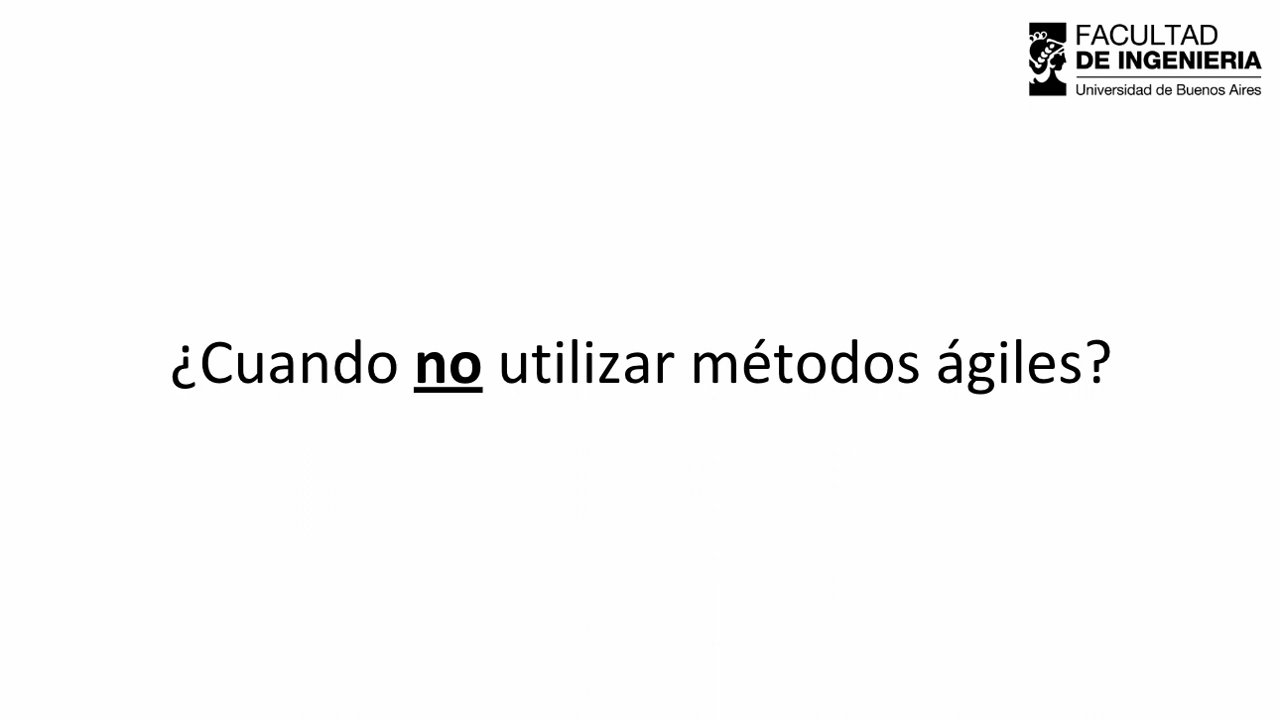 FACULTAD
DE INGENIERIA
Universidad de Buenos Aires
¿Cuando no utilizar métodos ágiles?